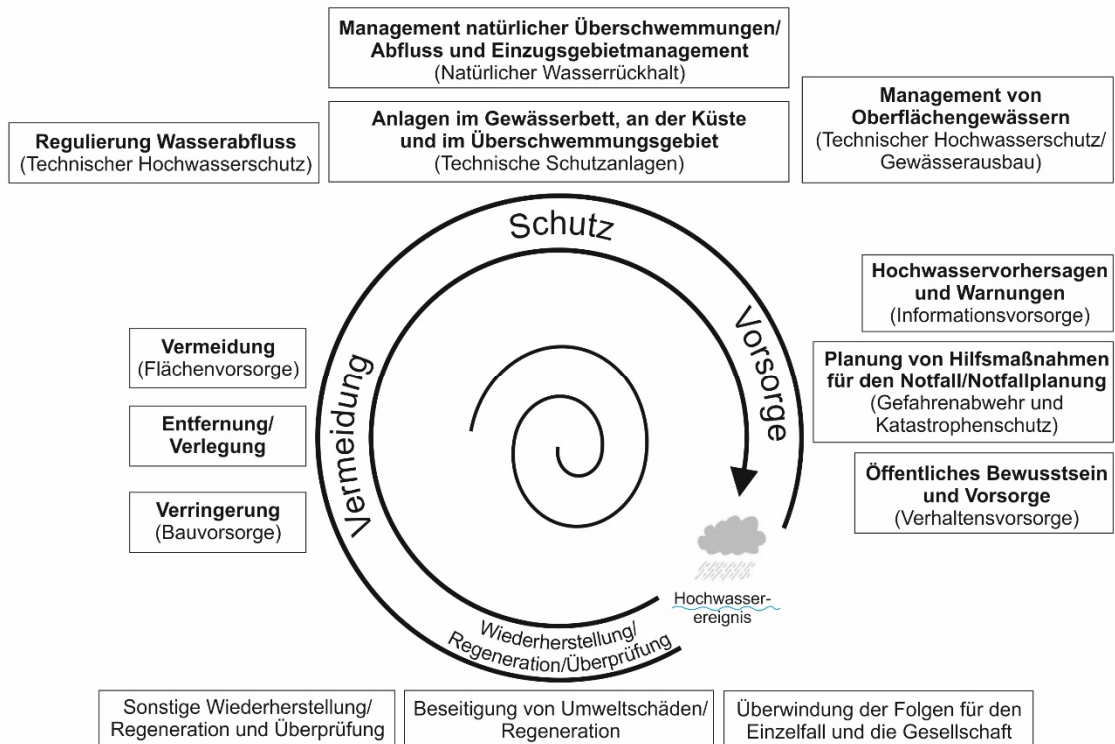 Management natürlicher Überschwemmungen/
Abfluss und Einzugsgebietmanagement
(Natürlicher Wasserrückhalt)
Regulierung Wasserabfluss
(Technischer Hochwasserschutz)
Anlagen im Gewässerbett, an der Küste
und im Überschwemmungsgebiet
(Technische Schutzanlagen)
Management von
Oberflächengewässern
(Technischer Hochwasserschutz/
Gewässerausbau)
Schutz
Vorsorge
Vermeidung
Hochwasservorhersagen
und Warnungen
(Informationsvorsorge)
Vermeidung
(Flächenvorsorge)
Planung von Hilfsmaßnahmen
für den Notfall/Notfallplanung
(Gefahrenabwehr und
Katastrophenschutz)
Entfernung/
Verlegung
Öffentliches Bewusstsein
und Vorsorge
(Verhaltensvorsorge)
Verringerung
(Bauvorsorge)
Hochwasser-
ereignis
Wiederherstellung/
Regeneration/Überprüfung
Sonstige Wiederherstellung/
Regeneration und Überprüfung
Beseitigung von Umweltschäden/
Regeneration
Überwindung der Folgen für den
Einzelfall und die Gesellschaft